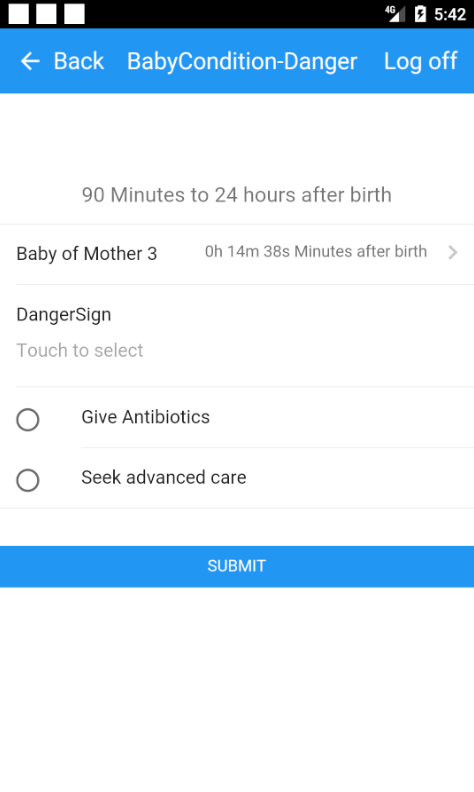 4G 5:42
Back BabyCondition-Danger Log off
90 Minutes to 24 hours after birth
Baby of Mother 3 0h 14m 38s Minutes after birth
DangerSign
Touch to select
Give Antibiotics
Seek advanced care
SUBMIT